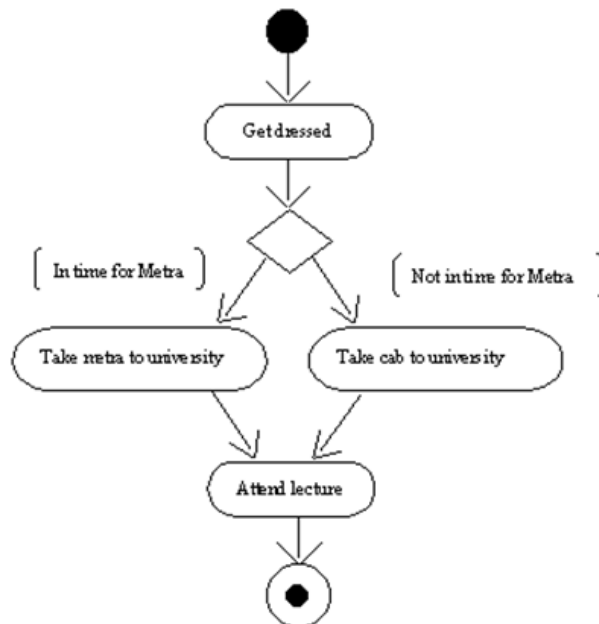 Get dressed
[ In time for Metra ]
[ Not in time for Metra ]
Take metra to university
Take cab to university
Attend lecture